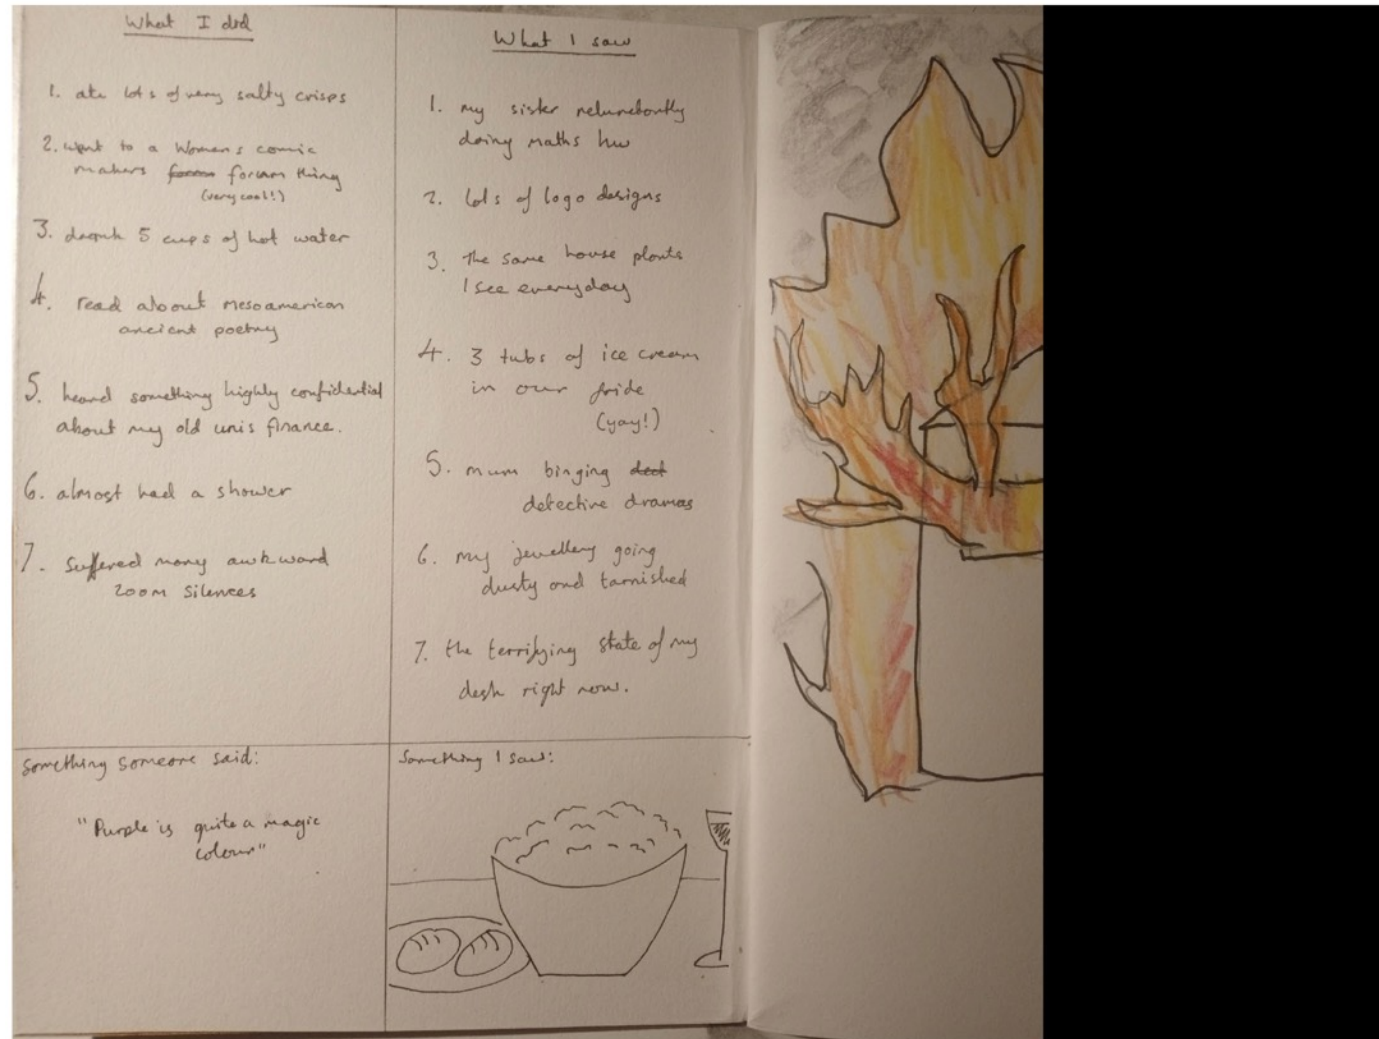 What I did
1. ate lots of very salty crisps
2. went to a Womens comic
makers forum thing
(very cool!)
3. drank 5 cups of hot water
4. read about mesoamerican
ancient poetry
5. heard something highly confidential
about my old unis finance.
6. almost had a shower
7. suffered many awkward
zoom silences
Something someone said:
"Purple is quite a magic
colour"
What I saw
1. my sister relunctantly
doing maths hw
2. lots of logo designs
3. the same house plants
I see everyday
4. 3 tubs of ice cream
in our fride
(yay!)
5. mum binging
detective dramas
6. my jewellery going
dusty and tarnished
7. the terrifying state of my
desk right now.
Something I saw: